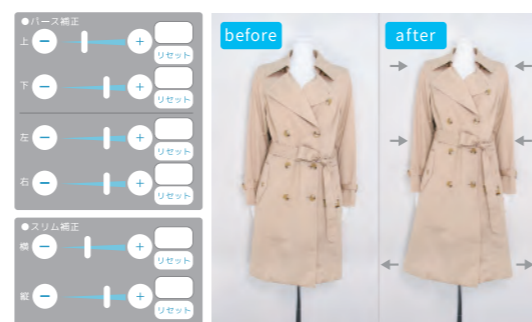 ●パース補正
上 − + 
リセット
下 − + 
リセット
左 − + 
リセット
右 − + 
リセット
●スリム補正
横 − + 
リセット
縦 − + 
リセット
before
after